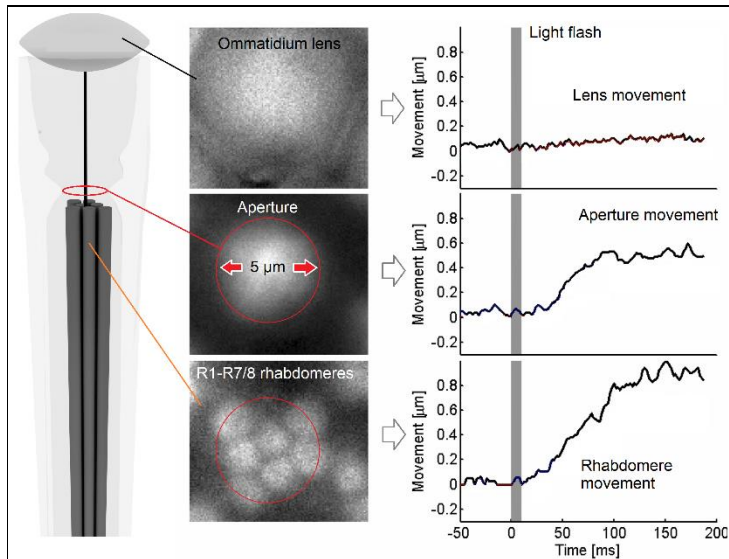 Ommatidium lens
Aperture
5 µm
R1-R7/8 rhabdomeres
Light flash
Lens movement
Movement [µm]
0.8
0.6
0.4
0.2
0
-0.2
Aperture movement
Movement [µm]
0.8
0.6
0.4
0.2
0
-0.2
Rhabdomere
movement
Movement [µm]
0.8
0.6
0.4
0.2
0
-0.2
-50 0 50 100 150 200
Time [ms]